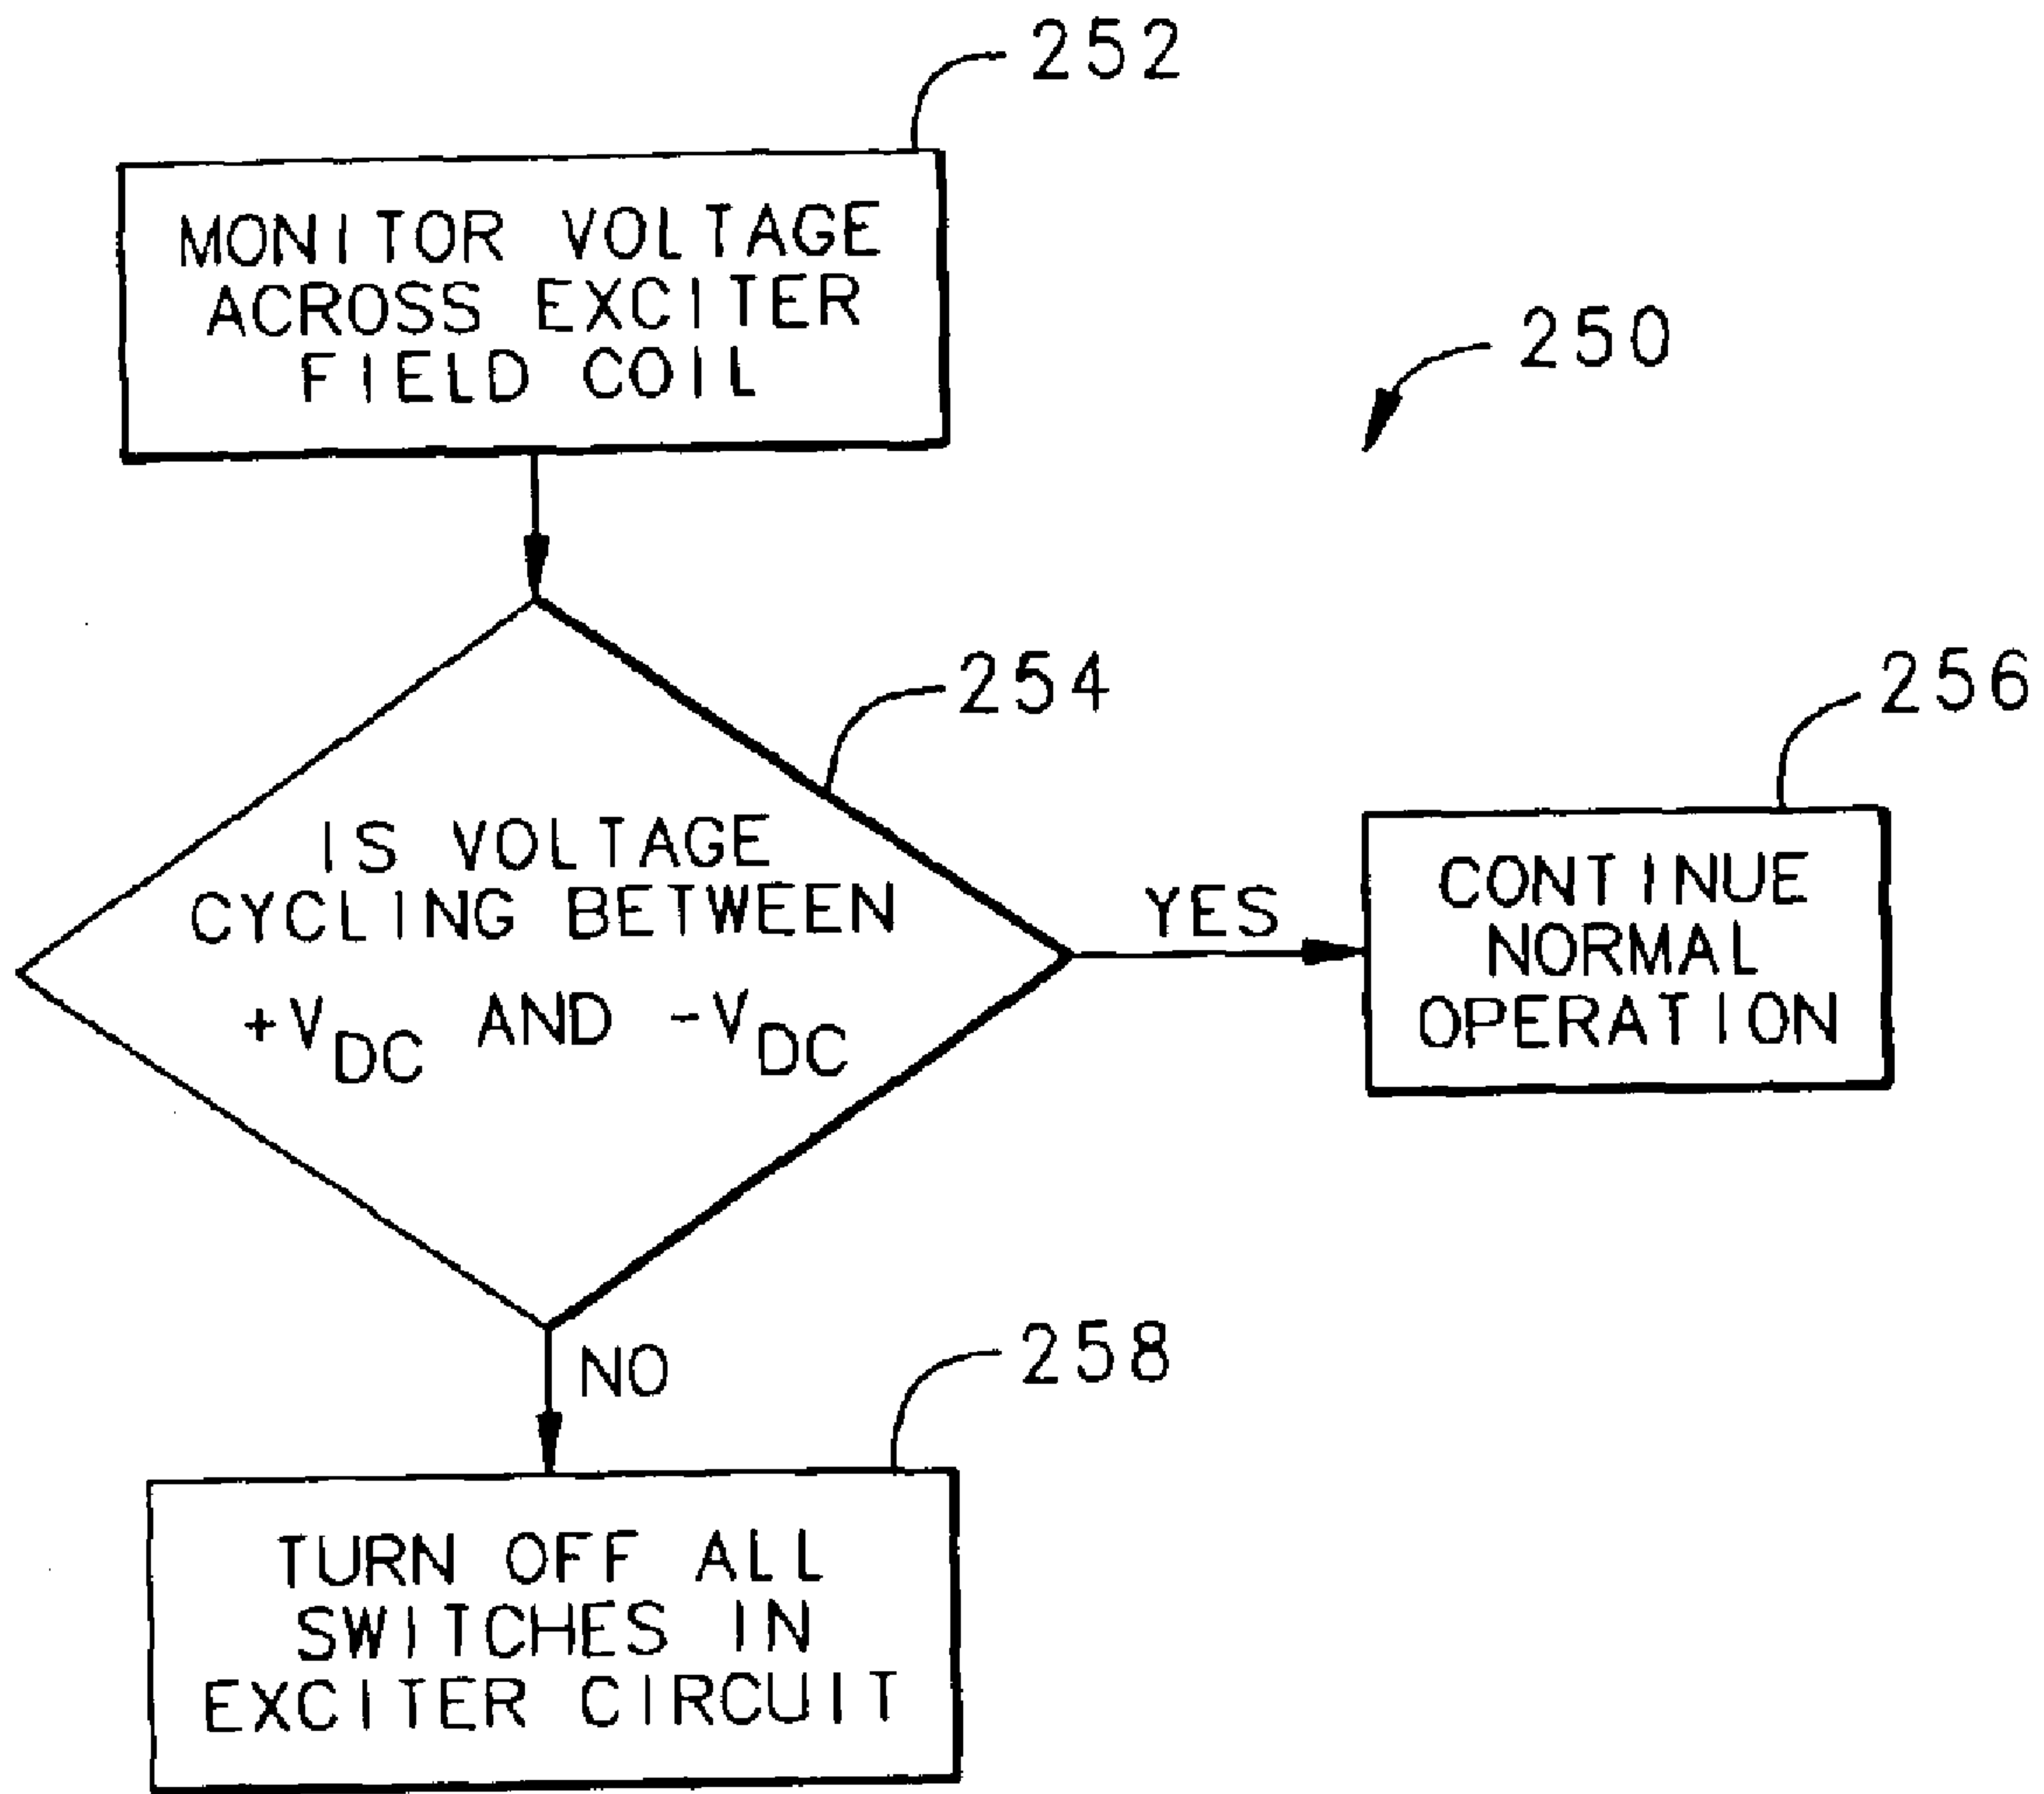 252
MONITOR VOLTAGE
ACROSS EXCITER
FIELD COIL
250
254
IS VOLTAGE
CYCLING BETWEEN
+VDC AND -VDC
YES
256
CONTINUE
NORMAL
OPERATION
NO
258
TURN OFF ALL
SWITCHES IN
EXCITER CIRCUIT